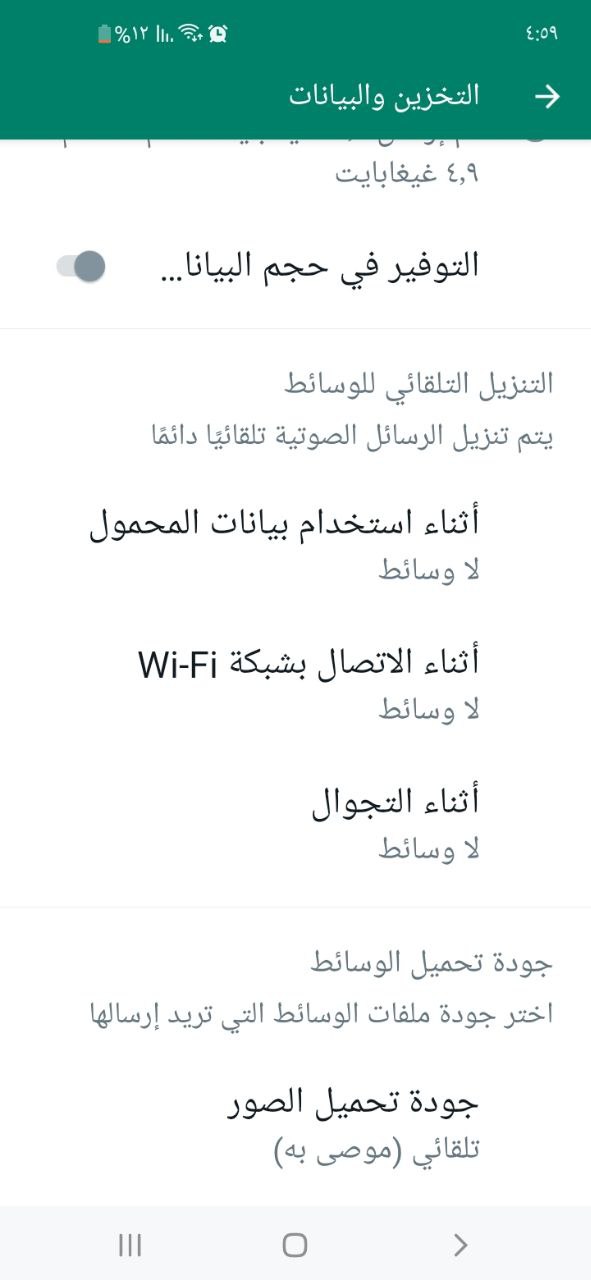 ٤:٥٩
%١٢
التخزين والبيانات
٤,٩ غيغابايت
التوفير في حجم البيانا...
التنزيل التلقائي للوسائط
يتم تنزيل الرسائل الصوتية تلقائيًا دائمًا
أثناء استخدام بيانات المحمول
لا وسائط
أثناء الاتصال بشبكة Wi-Fi
لا وسائط
أثناء التجوال
لا وسائط
جودة تحميل الوسائط
اختر جودة ملفات الوسائط التي تريد إرسالها
جودة تحميل الصور
تلقائي (موصى به)